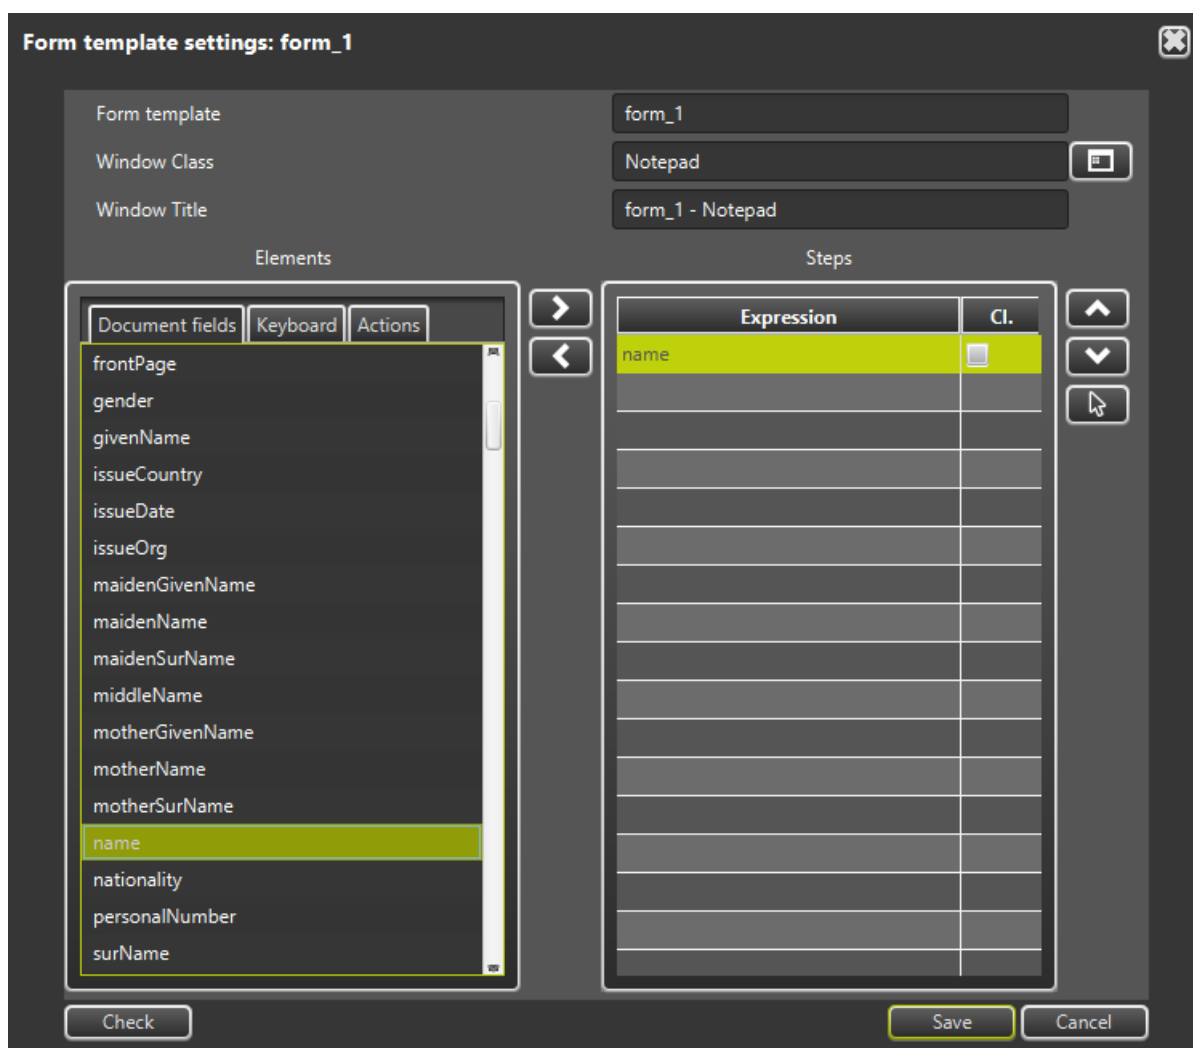 Form template settings: form_1
Form template form_1
Window Class Notepad
Window Title form_1 - Notepad
Elements Steps
Document fields Keyboard Actions
Expression Cl.
frontPage
gender
givenName
issueCountry
issueDate
issueOrg
maidenGivenName
maidenName
maidenSurName
middleName
motherGivenName
motherName
motherSurName
name
nationality
personalNumber
surName
name
Check Save Cancel